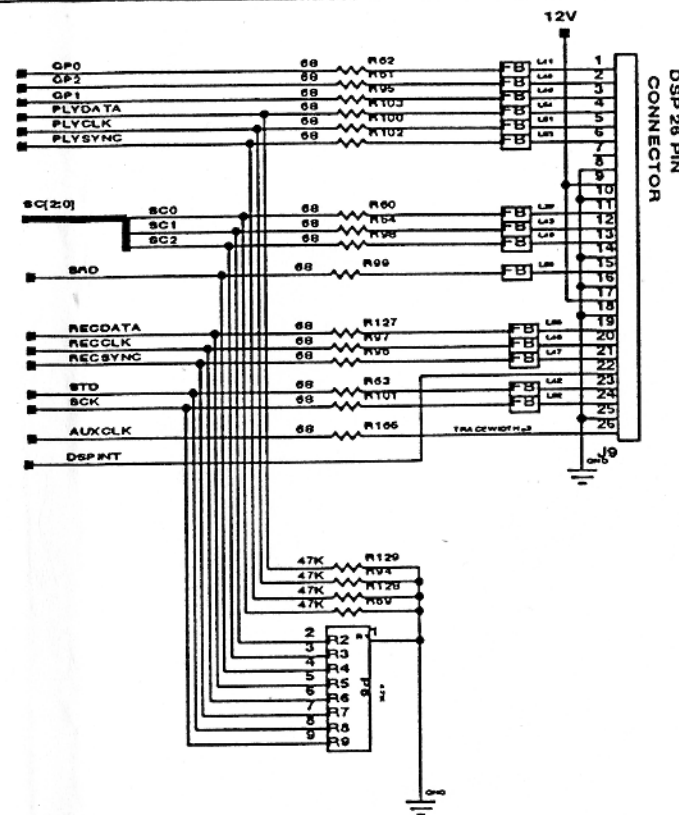 12V
DSP 26 PIN
CONNECTOR
GP0 68 R62 FB 1
GP2 68 R61 FB 2
GP1 68 R95 FB 3
PLYDATA 68 R103 FB 4
PLYCLK 68 R100 FB 5
PLYSYNC 68 R102 FB 6
7
8
9
10
SC[2:0]
SC0 68 R60 FB 11
SC1 68 R64 FB 12
SC2 68 R98 FB 13
14
SRD 68 R99 FB 15
16
17
18
RECDATA 68 R127 FB 19
RECCLK 68 R97 FB 20
RECSYNC 68 R96 FB 21
22
STD 68 R63 FB 23
SCK 68 R101 FB 24
25
AUXCLK 68 R166 26
DSPINT
J9
GND
47K R129
47K R94
47K R128
47K R69
2 R2 1
3 R3
4 R4
5 R5
6 R6
7 R7
8 R8
9 R9
47K
GND